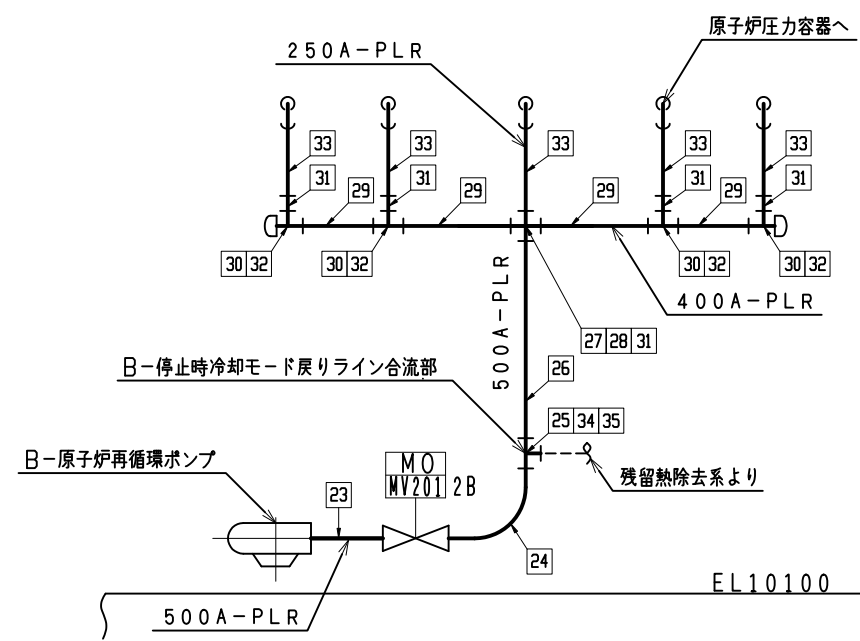 原子炉圧力容器へ
250A-PLR
33 33 33 33 33
31 31 31 31
29 29 29 29
30 32 30 32 30 32 30 32
400A-PLR
500A-PLR
27 28 31
B-停止時冷却モード戻りライン合流部
26
25 34 35
B-原子炉再循環ポンプ
MO
MV201 2B
残留熱除去系より
23
24
EL10100
500A-PLR